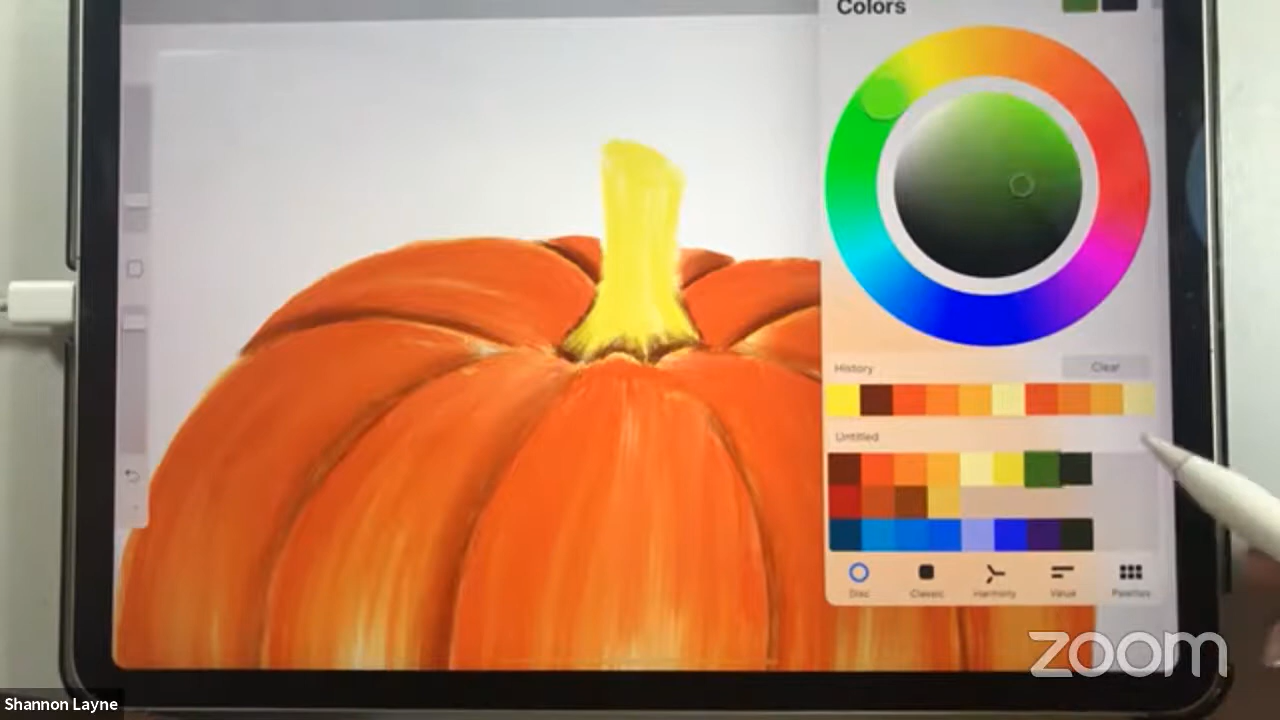 Colors
History
Clear
Untitled
Disc
Classic
Harmony
Value
Palettes
zoom
Shannon Layne